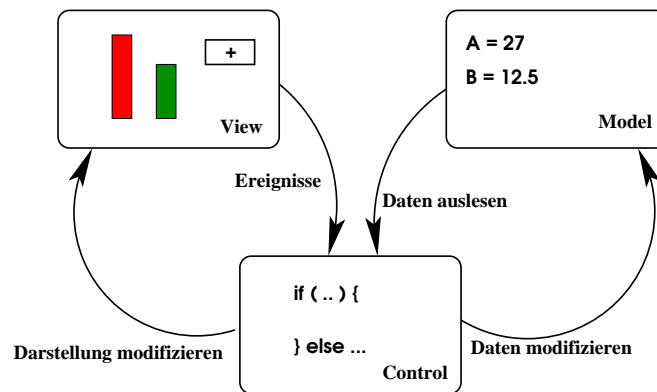 +
View
A = 27
B = 12.5
Model
Ereignisse
Daten auslesen
if ( .. ) {
} else ...
Control
Darstellung modifizieren
Daten modifizieren